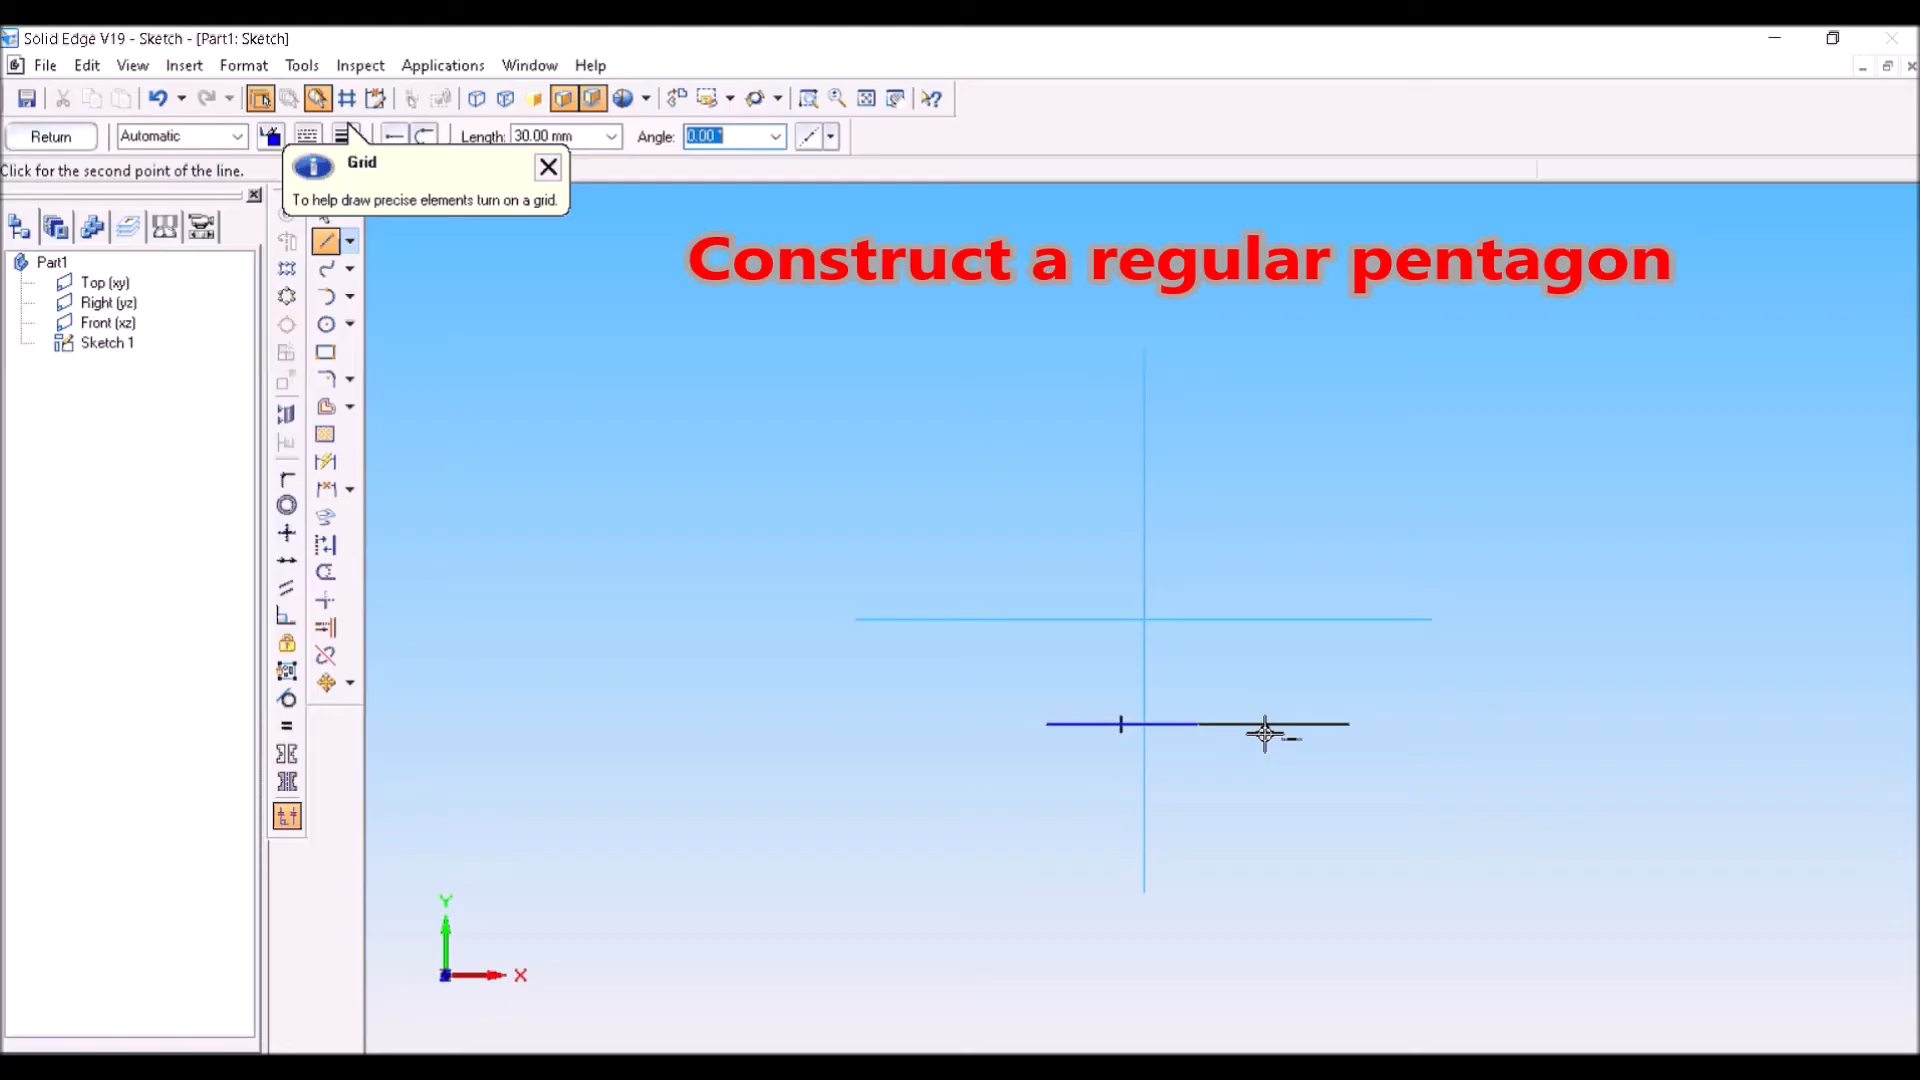 Solid Edge V19 - Sketch - [Part1: Sketch]
File Edit View Insert Format Tools Inspect Applications Window Help
Return Automatic Length: 30.00 mm Angle: 0.00 °
Click for the second point of the line.
Grid
To help draw precise elements turn on a grid.
Construct a regular pentagon
Part1
Top (xy)
Right (yz)
Front (xz)
Sketch 1
Y
X